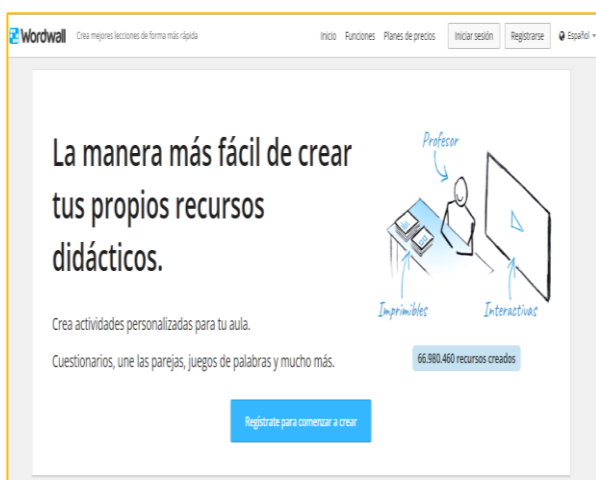 Wordwall Crea mejores lecciones de forma más rápida Inicio Funciones Planes de precios Iniciar sesión Registrarse Español
La manera más fácil de crear
tus propios recursos
didácticos.
Profesor
Imprimibles Interactivas
Crea actividades personalizadas para tu aula.
Cuestionarios, une las parejas, juegos de palabras y mucho más.
66.980.460 recursos creados
Regístrate para comenzar a crear